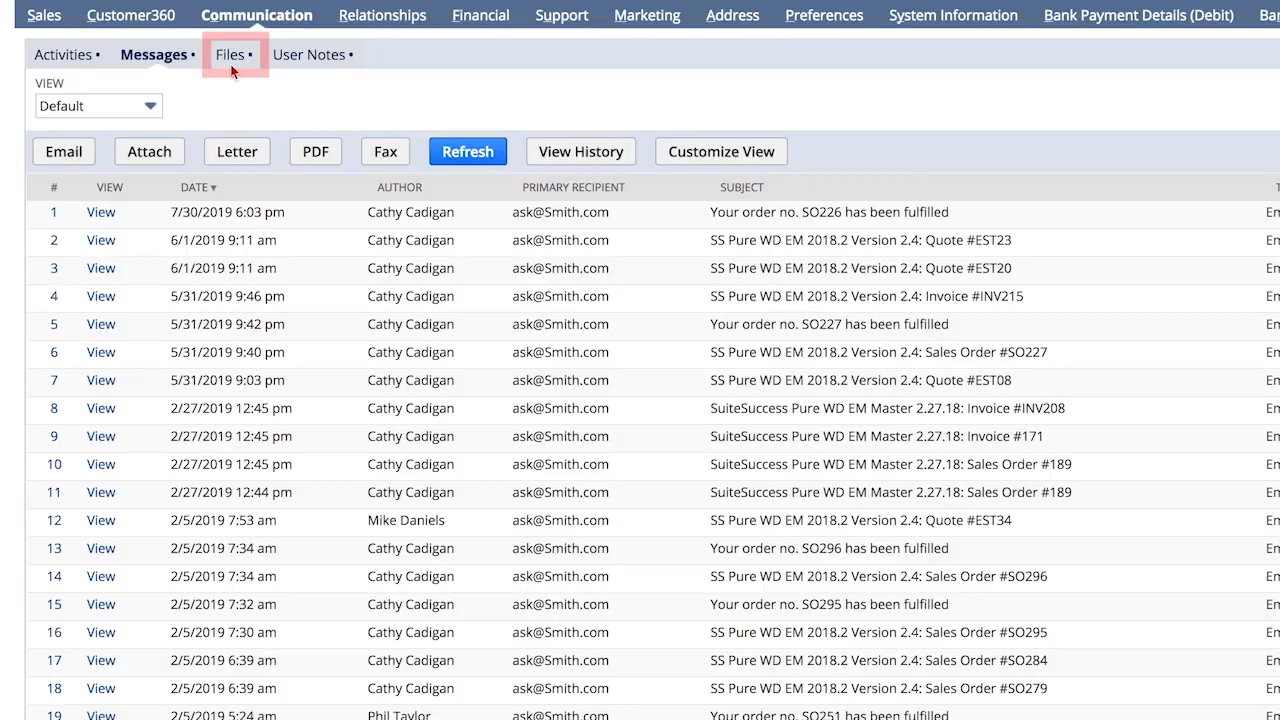 Sales Customer360 Communication Relationships Financial Support Marketing Address Preferences System Information Bank Payment Details (Debit)
Activities • Messages • Files • User Notes •
VIEW
Default
Email Attach Letter PDF Fax Refresh View History Customize View
# VIEW DATE ▼ AUTHOR PRIMARY RECIPIENT SUBJECT
1 View 7/30/2019 6:03 pm Cathy Cadigan ask@Smith.com Your order no. SO226 has been fulfilled
2 View 6/1/2019 9:11 am Cathy Cadigan ask@Smith.com SS Pure WD EM 2018.2 Version 2.4: Quote #EST23
3 View 6/1/2019 9:11 am Cathy Cadigan ask@Smith.com SS Pure WD EM 2018.2 Version 2.4: Quote #EST20
4 View 5/31/2019 9:46 pm Cathy Cadigan ask@Smith.com SS Pure WD EM 2018.2 Version 2.4: Invoice #INV215
5 View 5/31/2019 9:42 pm Cathy Cadigan ask@Smith.com Your order no. SO227 has been fulfilled
6 View 5/31/2019 9:40 pm Cathy Cadigan ask@Smith.com SS Pure WD EM 2018.2 Version 2.4: Sales Order #SO227
7 View 5/31/2019 9:03 pm Cathy Cadigan ask@Smith.com SS Pure WD EM 2018.2 Version 2.4: Quote #EST08
8 View 2/27/2019 12:45 pm Cathy Cadigan ask@Smith.com SuiteSuccess Pure WD EM Master 2.27.18: Invoice #INV208
9 View 2/27/2019 12:45 pm Cathy Cadigan ask@Smith.com SuiteSuccess Pure WD EM Master 2.27.18: Invoice #171
10 View 2/27/2019 12:45 pm Cathy Cadigan ask@Smith.com SuiteSuccess Pure WD EM Master 2.27.18: Sales Order #189
11 View 2/27/2019 12:44 pm Cathy Cadigan ask@Smith.com SuiteSuccess Pure WD EM Master 2.27.18: Sales Order #189
12 View 2/5/2019 7:53 am Mike Daniels ask@Smith.com SS Pure WD EM 2018.2 Version 2.4: Quote #EST34
13 View 2/5/2019 7:34 am Cathy Cadigan ask@Smith.com Your order no. SO296 has been fulfilled
14 View 2/5/2019 7:34 am Cathy Cadigan ask@Smith.com SS Pure WD EM 2018.2 Version 2.4: Sales Order #SO296
15 View 2/5/2019 7:32 am Cathy Cadigan ask@Smith.com Your order no. SO295 has been fulfilled
16 View 2/5/2019 7:30 am Cathy Cadigan ask@Smith.com SS Pure WD EM 2018.2 Version 2.4: Sales Order #SO295
17 View 2/5/2019 6:39 am Cathy Cadigan ask@Smith.com SS Pure WD EM 2018.2 Version 2.4: Sales Order #SO284
18 View 2/5/2019 6:39 am Cathy Cadigan ask@Smith.com SS Pure WD EM 2018.2 Version 2.4: Sales Order #SO279
19 View 2/5/2019 5:24 am Phil Taylor ask@Smith.com Your order no. SO251 has been fulfilled